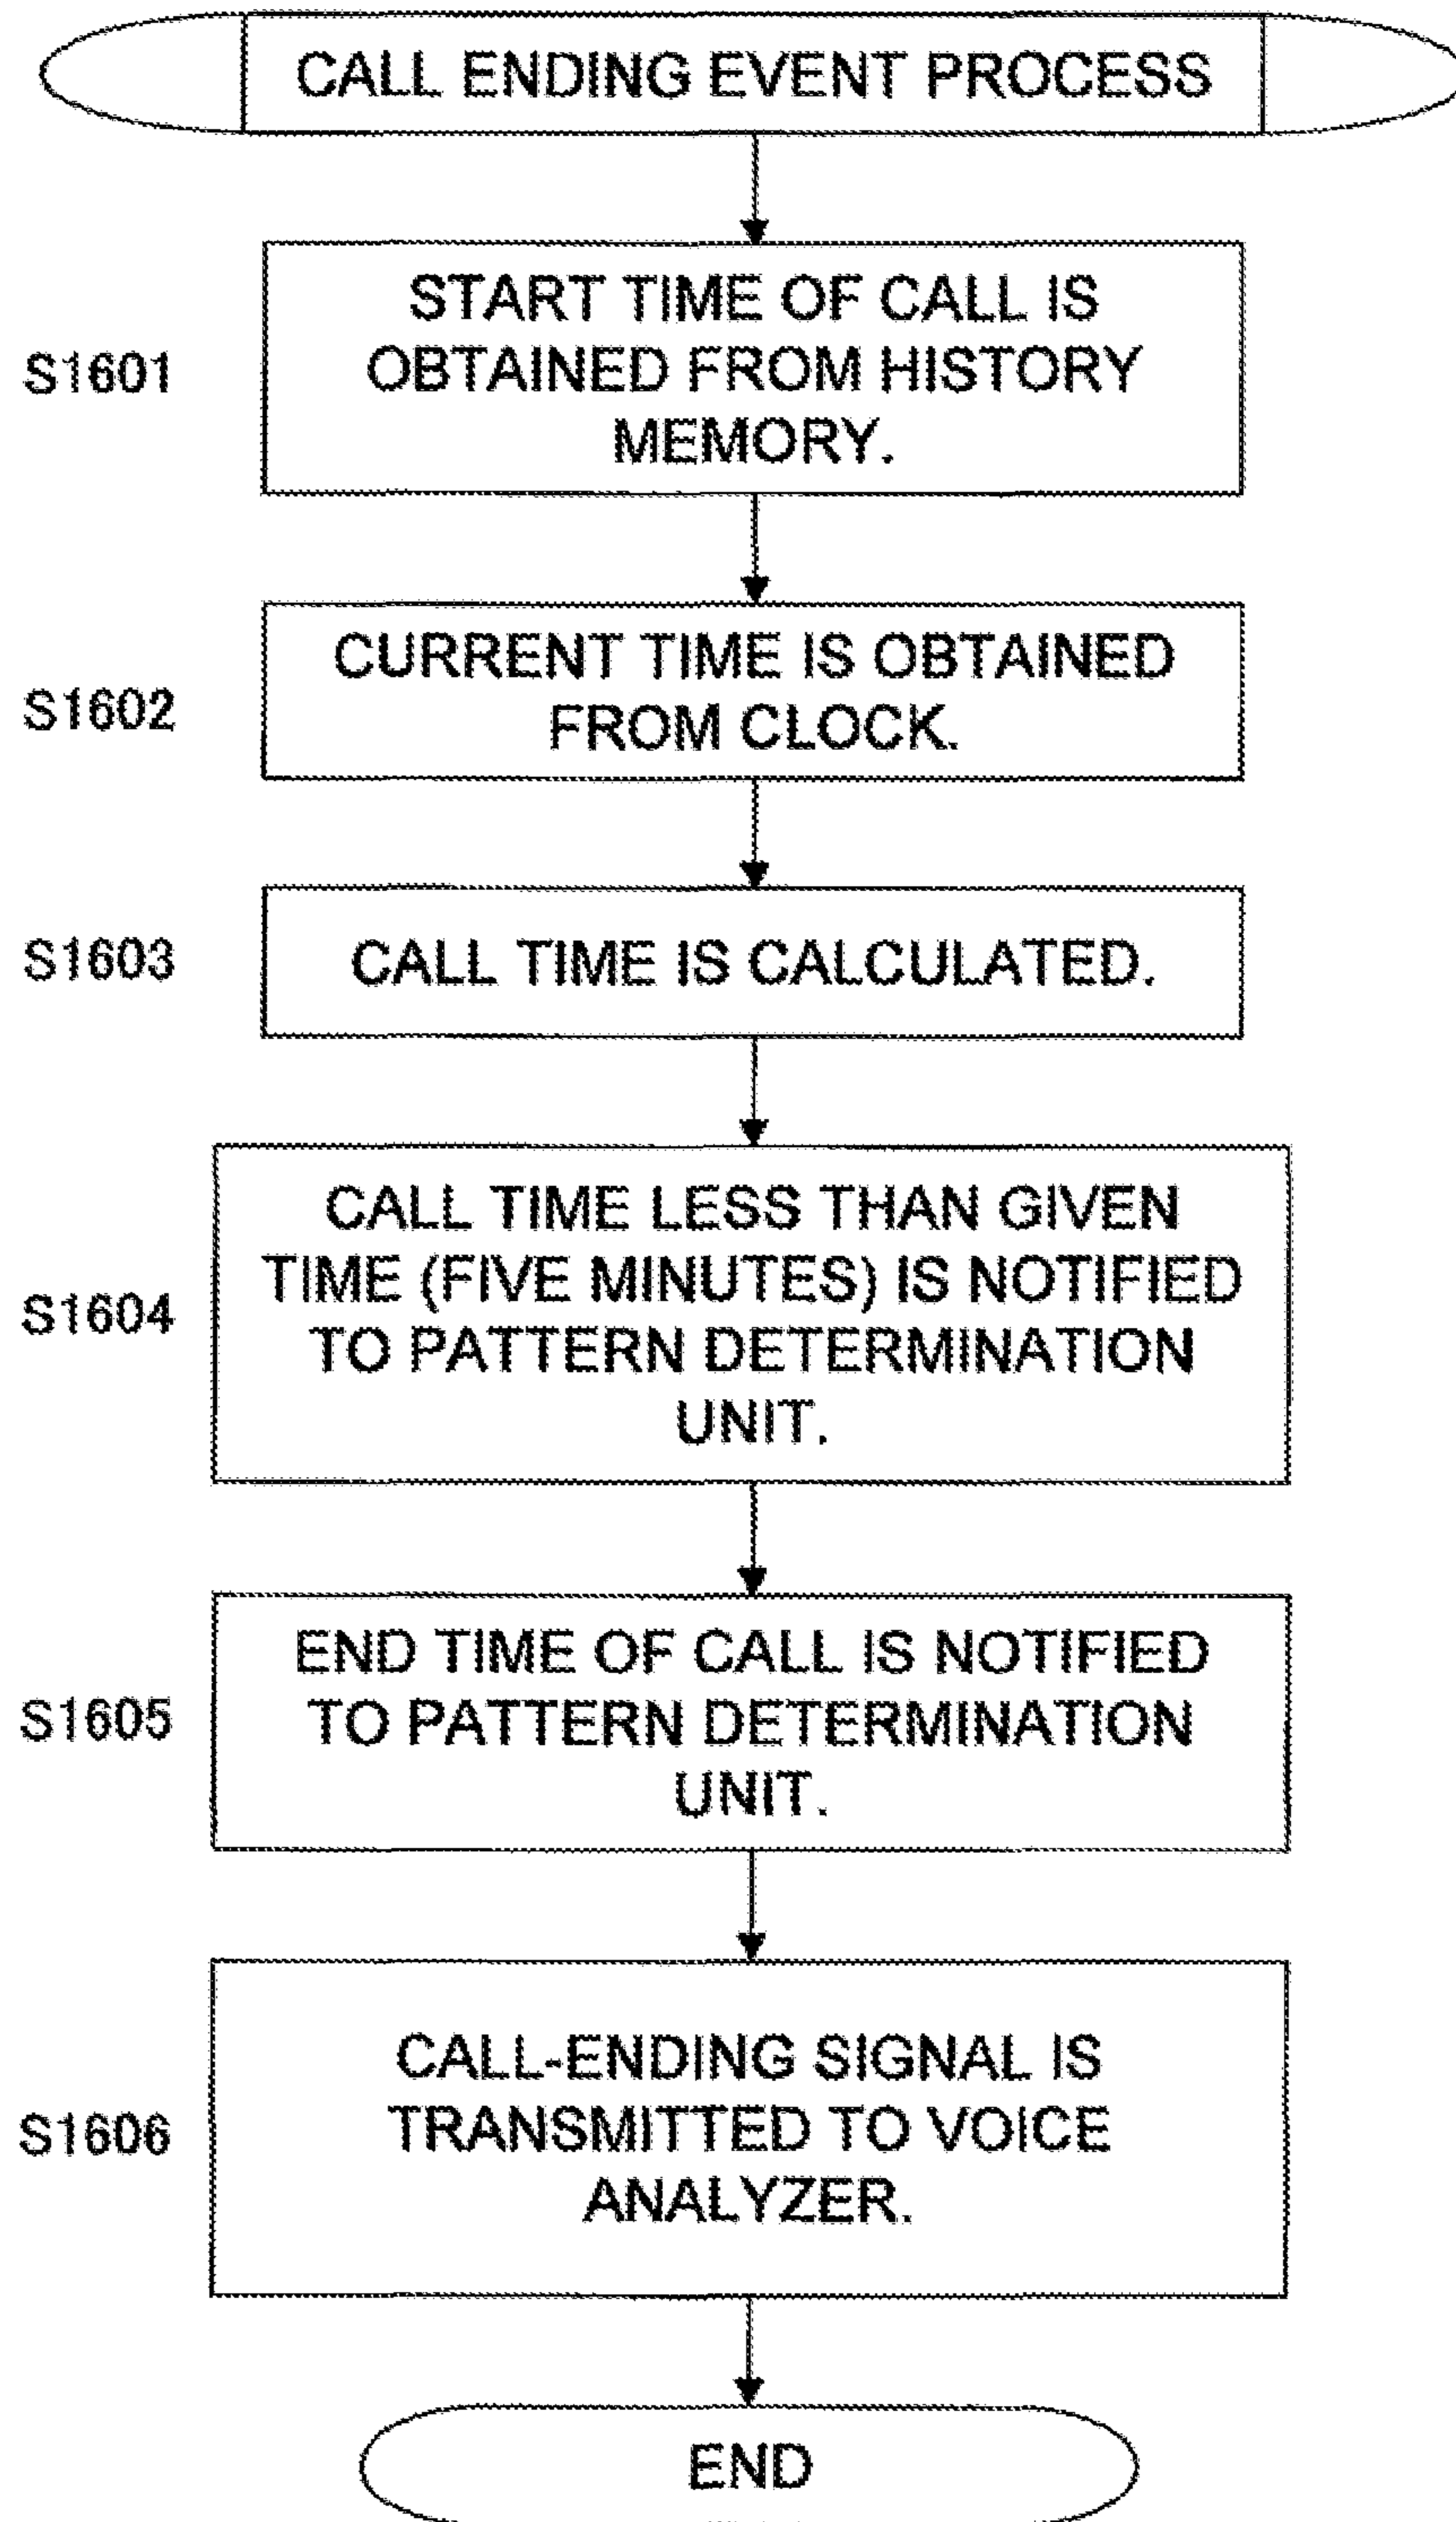 CALL ENDING EVENT PROCESS
S1601
START TIME OF CALL IS
OBTAINED FROM HISTORY
MEMORY.
S1602
CURRENT TIME IS OBTAINED
FROM CLOCK.
S1603
CALL TIME IS CALCULATED.
S1604
CALL TIME LESS THAN GIVEN
TIME (FIVE MINUTES) IS NOTIFIED
TO PATTERN DETERMINATION
UNIT.
S1605
END TIME OF CALL IS NOTIFIED
TO PATTERN DETERMINATION
UNIT.
S1606
CALL-ENDING SIGNAL IS
TRANSMITTED TO VOICE
ANALYZER.
END